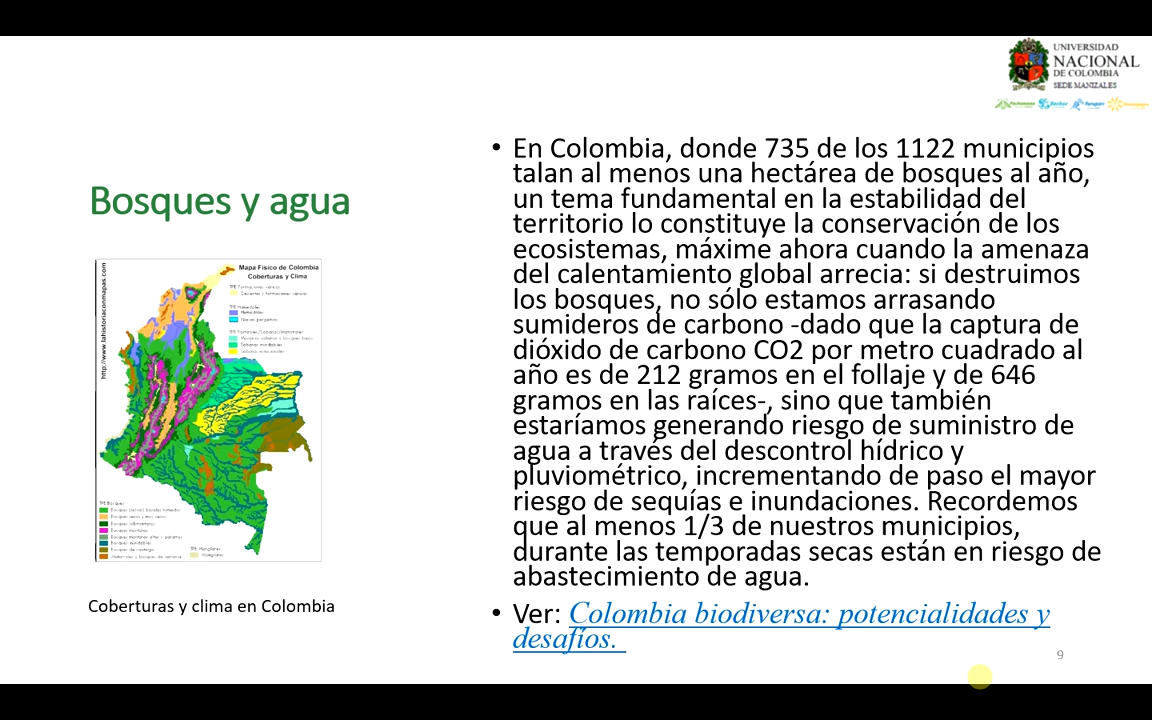 UNIVERSIDAD
NACIONAL
DE COLOMBIA
SEDE MANIZALES
Bosques y agua
http://www.lahistoriaconmapas.com
Mapa Físico de Colombia
Coberturas y Clima
Coberturas y clima en Colombia
• En Colombia, donde 735 de los 1122 municipios
talan al menos una hectárea de bosques al año,
un tema fundamental en la estabilidad del
territorio lo constituye la conservación de los
ecosistemas, máxime ahora cuando la amenaza
del calentamiento global arrecia: si destruimos
los bosques, no sólo estamos arrasando
sumideros de carbono -dado que la captura de
dióxido de carbono CO2 por metro cuadrado al
año es de 212 gramos en el follaje y de 646
gramos en las raíces-, sino que también
estaríamos generando riesgo de suministro de
agua a través del descontrol hídrico y
pluviométrico, incrementando de paso el mayor
riesgo de sequías e inundaciones. Recordemos
que al menos 1/3 de nuestros municipios,
durante las temporadas secas están en riesgo de
abastecimiento de agua.
• Ver: Colombia biodiversa: potencialidades y
desafíos.
9